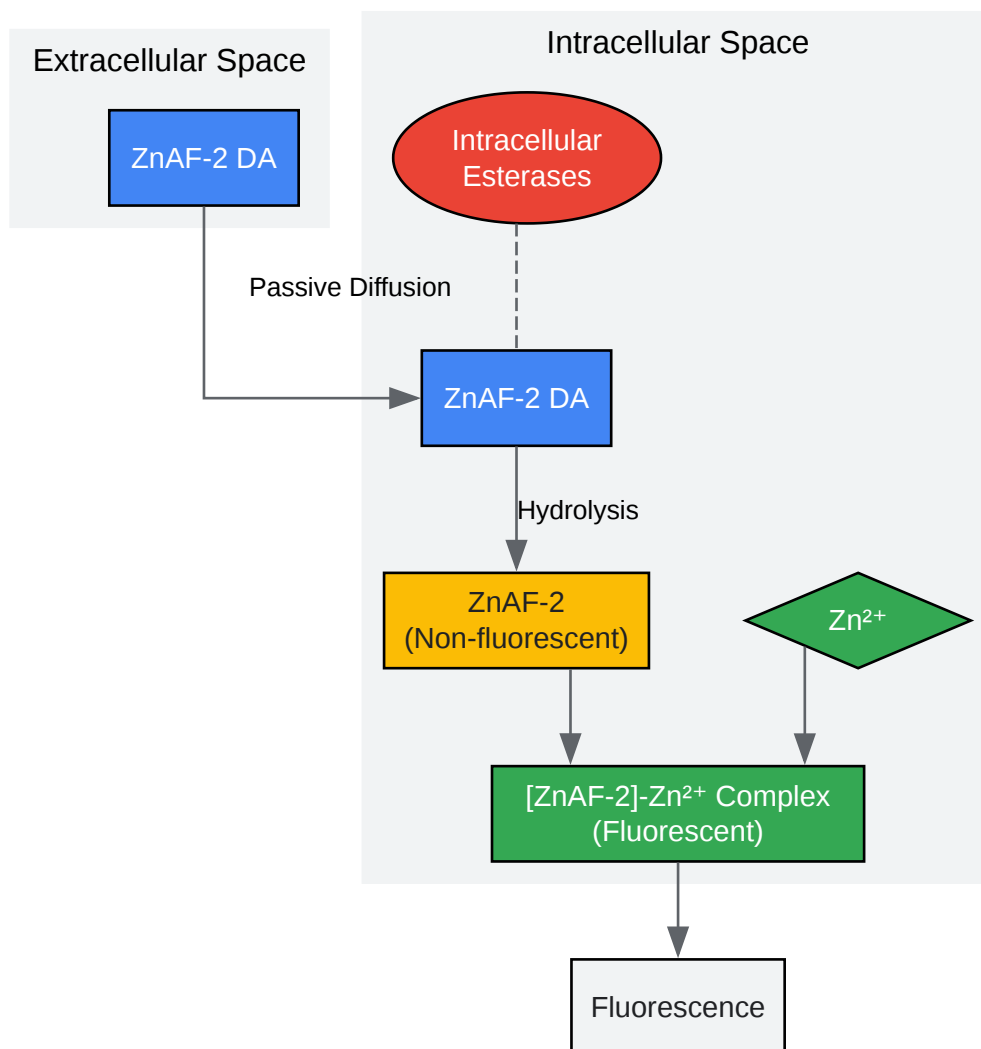 Extracellular Space
Intracellular Space
ZnAF-2 DA
Intracellular
Esterases
Passive Diffusion
ZnAF-2 DA
Hydrolysis
ZnAF-2
(Non-fluorescent)
Zn²⁺
[ZnAF-2]-Zn²⁺ Complex
(Fluorescent)
Fluorescence